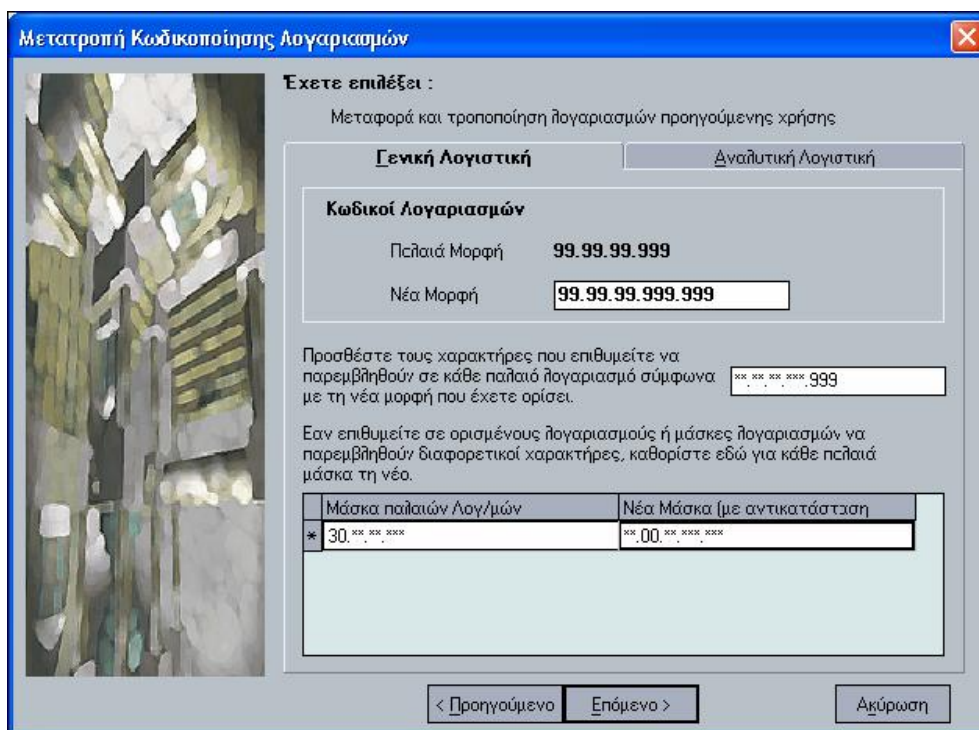 Μετατροπή Κωδικοποίησης Λογαριασμών
Έχετε επιλέξει :
Μεταφορά και τροποποίηση λογαριασμών προηγούμενης χρήσης
Γενική Λογιστική
Αναλυτική Λογιστική
Κωδικοί Λογαριασμών
Παλαιά Μορφή 99.99.99.999
Νέα Μορφή 99.99.99.999.999
Προσθέστε τους χαρακτήρες που επιθυμείτε να
παρεμβληθούν σε κάθε παλαιό λογαριασμό σύμφωνα
με τη νέα μορφή που έχετε ορίσει.
**.**.**.***.999
Εαν επιθυμείτε σε ορισμένους λογαριασμούς ή μάσκες λογαριασμών να
παρεμβληθούν διαφορετικοί χαρακτήρες, καθορίστε εδώ για κάθε παλαιά
μάσκα τη νέο.
Μάσκα παλαιών Λογ/μών Νέα Μάσκα (με αντικατάσταση
* 30.**.**.*** **.00.**.***.***
< Προηγούμενο Επόμενο > Ακύρωση